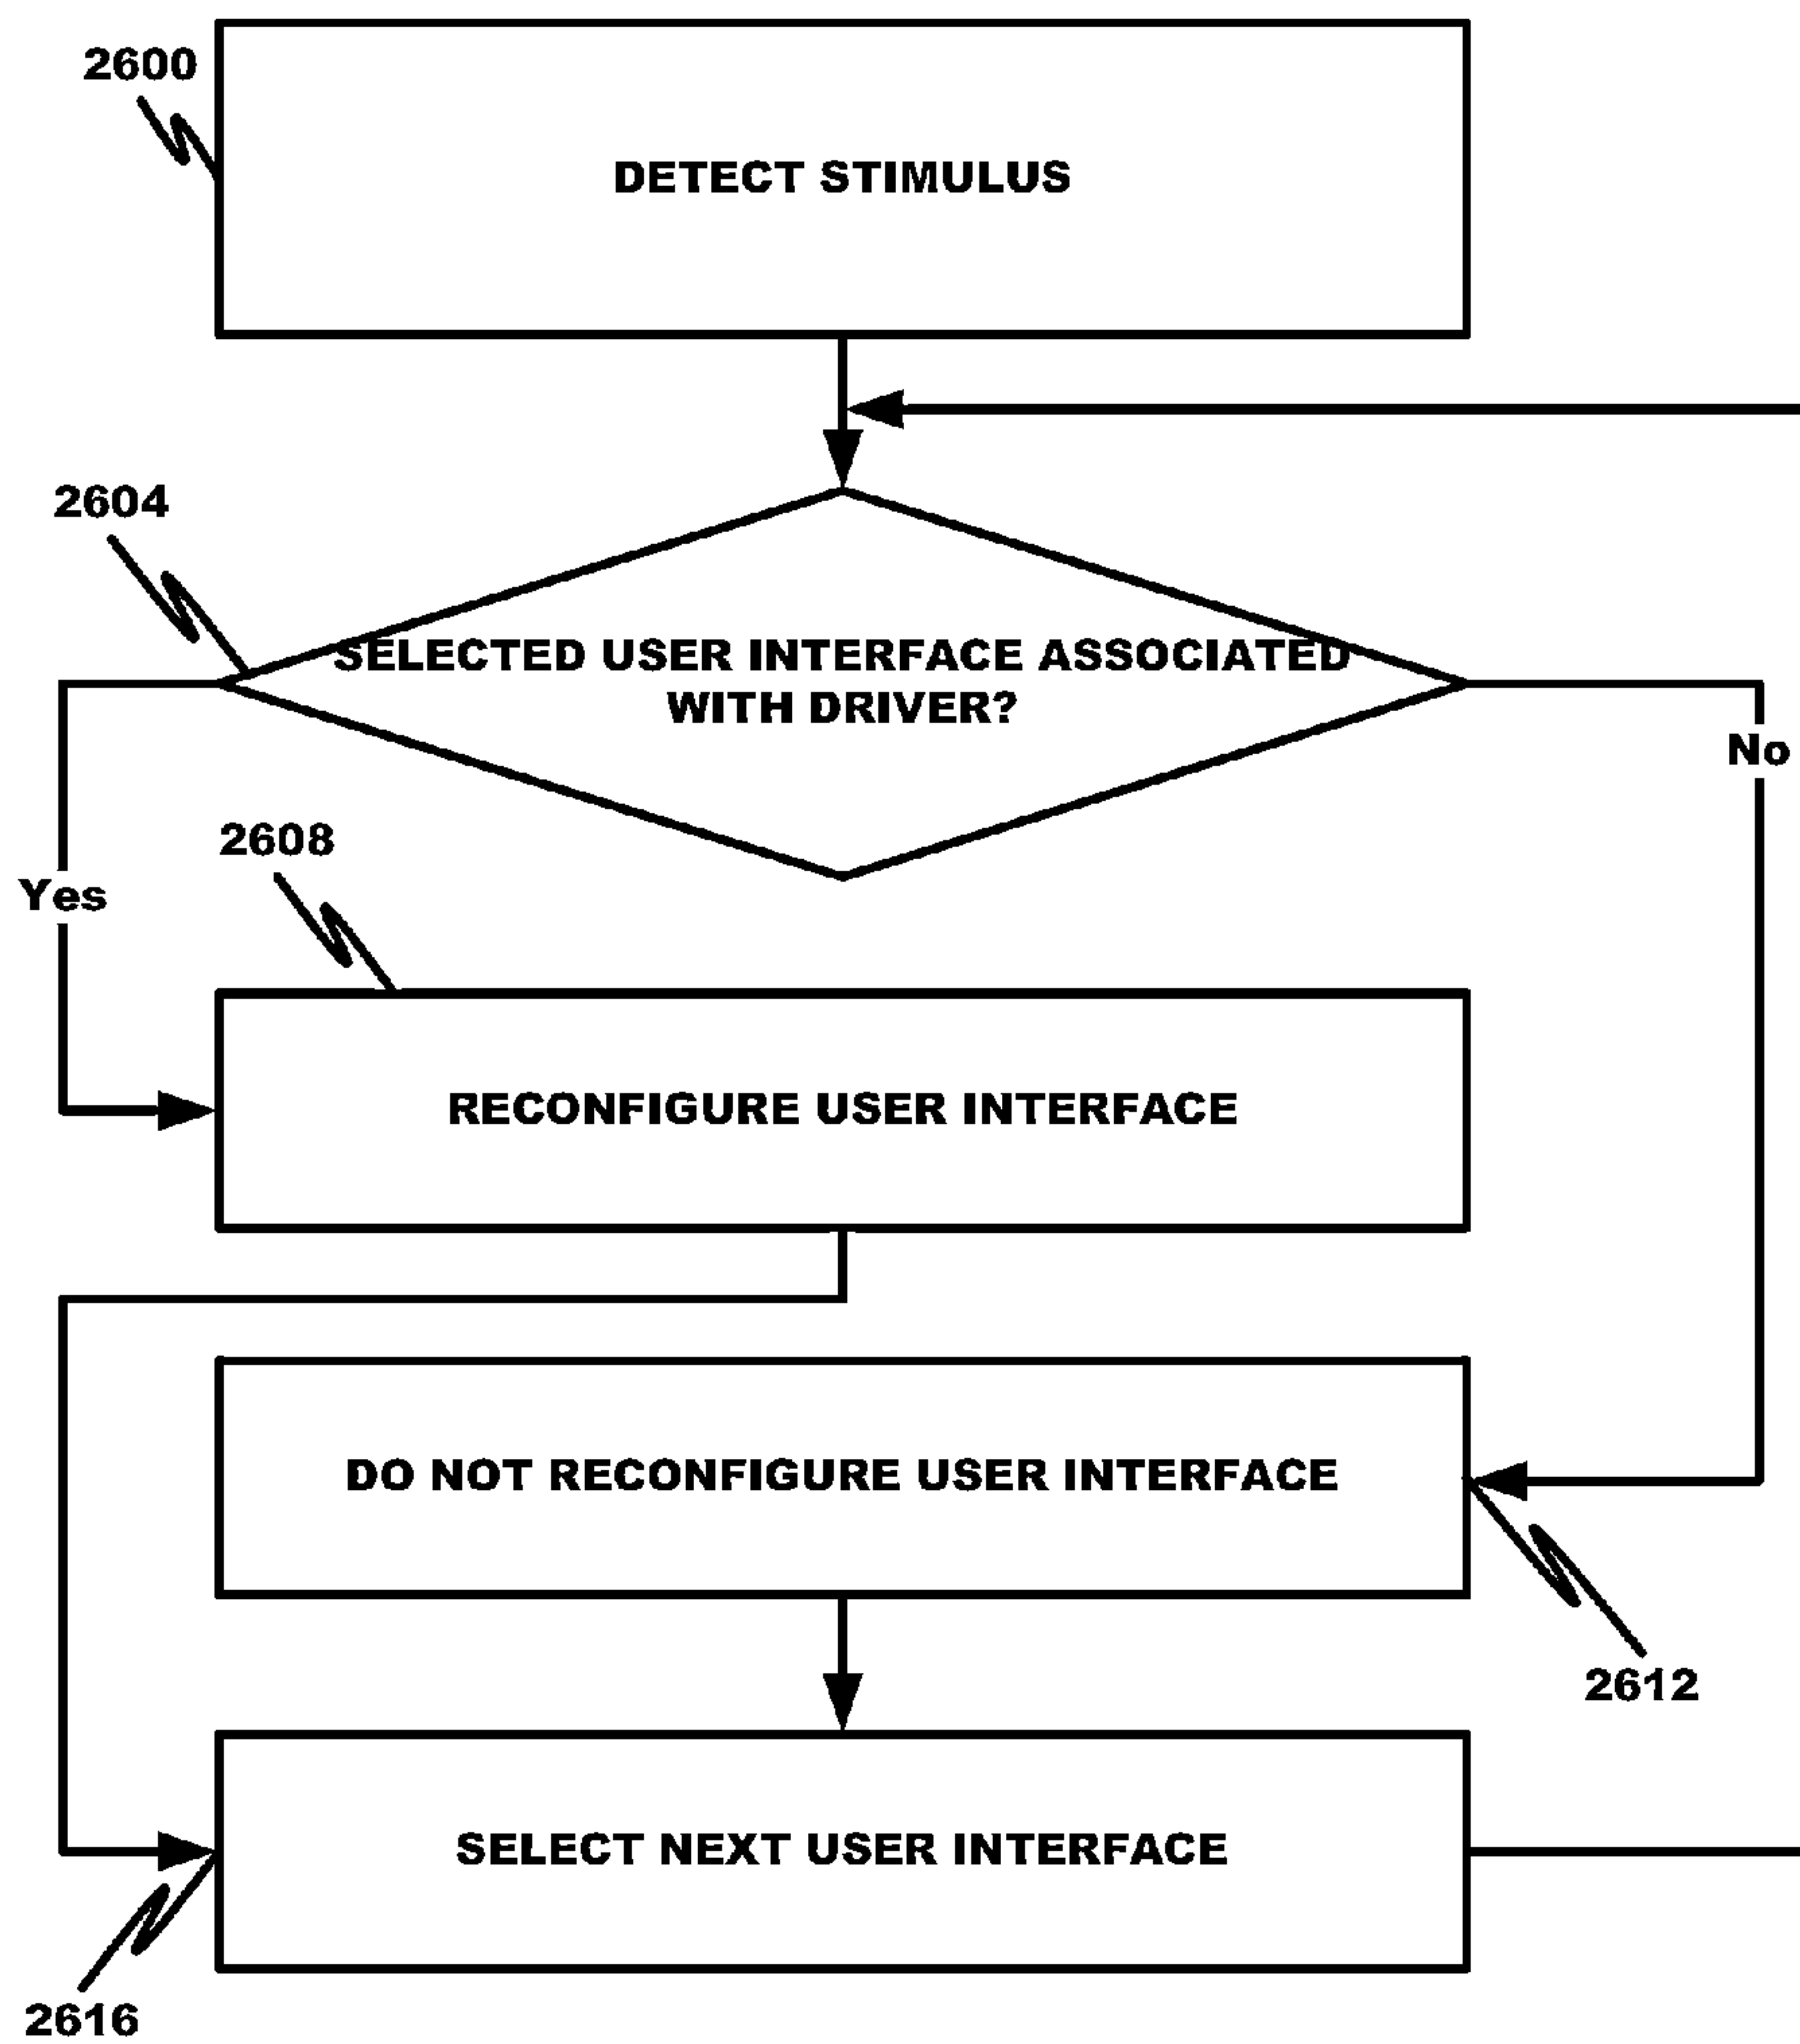 2600
DETECT STIMULUS
2604
SELECTED USER INTERFACE ASSOCIATED
WITH DRIVER?
No
2608
Yes
RECONFIGURE USER INTERFACE
DO NOT RECONFIGURE USER INTERFACE
2612
SELECT NEXT USER INTERFACE
2616